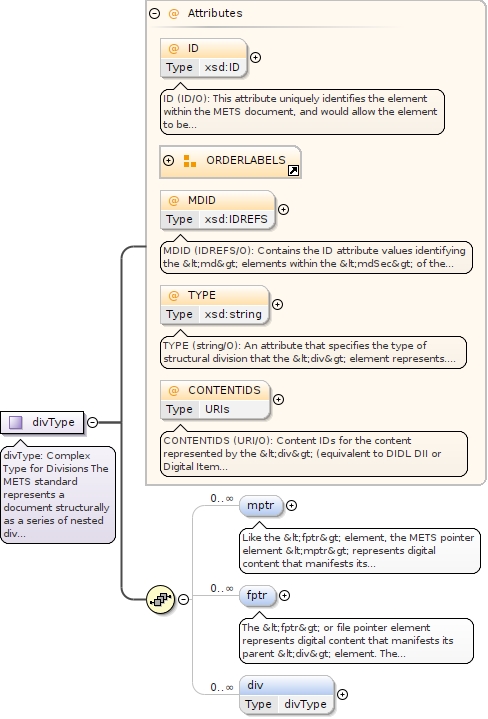 Attributes
@ ID
Type xsd:ID
ID (ID/O): This attribute uniquely identifies the element
within the METS document, and would allow the element
to be...
ORDERLABELS
@ MDID
Type xsd:IDREFS
MDID (IDREFS/O): Contains the ID attribute values identifying
the &lt;md&gt; elements within the &lt;mdSec&gt; of the...
@ TYPE
Type xsd:string
TYPE (string/O): An attribute that specifies the type of
structural division that the &lt;div&gt; element represents....
@ CONTENTIDS
Type URIs
CONTENTIDS (URI/O): Content IDs for the content
represented by the &lt;div&gt; (equivalent to DIDL DII or
Digital Item...
divType
divType: Complex
Type for Divisions The
METS standard
represents a
document structurally
as a series of nested
div...
0..∞
mptr
Like the &lt;fptr&gt; element, the METS pointer
element &lt;mptr&gt; represents digital
content that manifests its...
0..∞
fptr
The &lt;fptr&gt; or file pointer element
represents digital content that manifests its
parent &lt;div&gt; element. The...
0..∞
div
Type divType